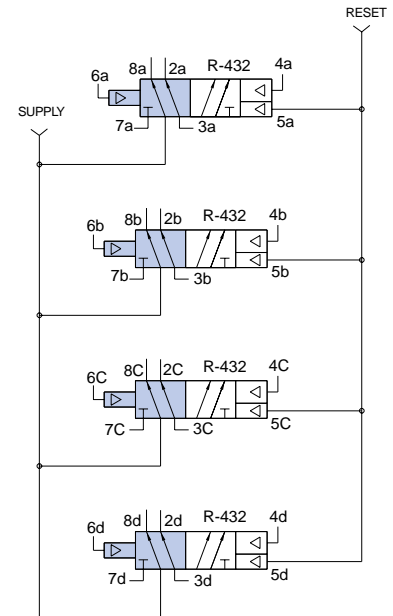 RESET
8a 2a R-432 4a
6a
SUPPLY
7a 3a 5a
8b 2b R-432 4b
6b
7b 3b 5b
8C 2C R-432 4C
6C
7C 3C 5C
8d 2d R-432 4d
6d
7d 3d 5d